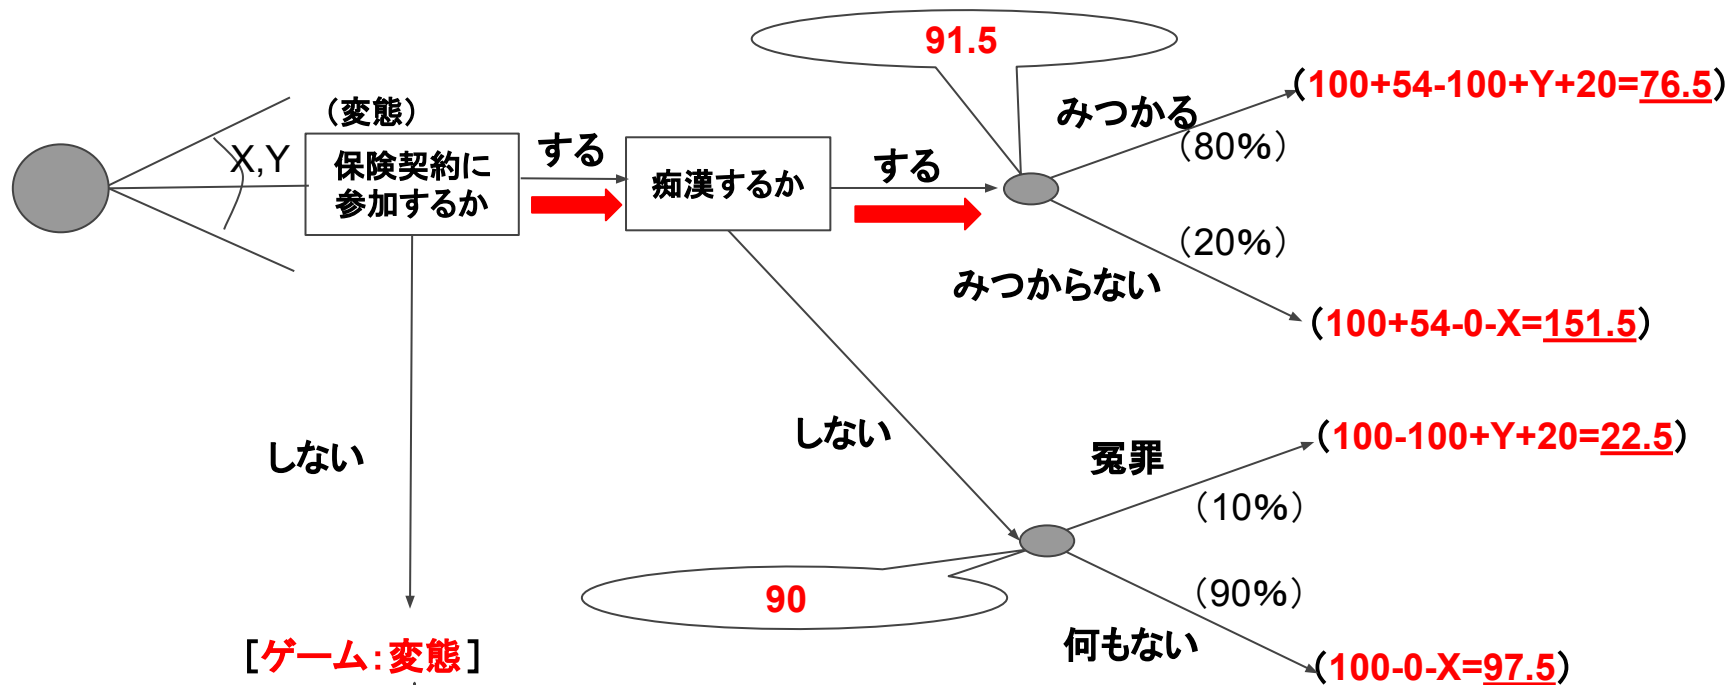 91.5
（100+54-100+Y+20=76.5）
（変態）
みつかる
X,Y
保険契約に
参加するか
する
痴漢するか
する
（80%）
（20%）
みつからない
（100+54-0-X=151.5）
しない
しない
冤罪
（100-100+Y+20=22.5）
（10%）
90
（90%）
何もない
［ゲーム：変態］
（100-0-X=97.5）